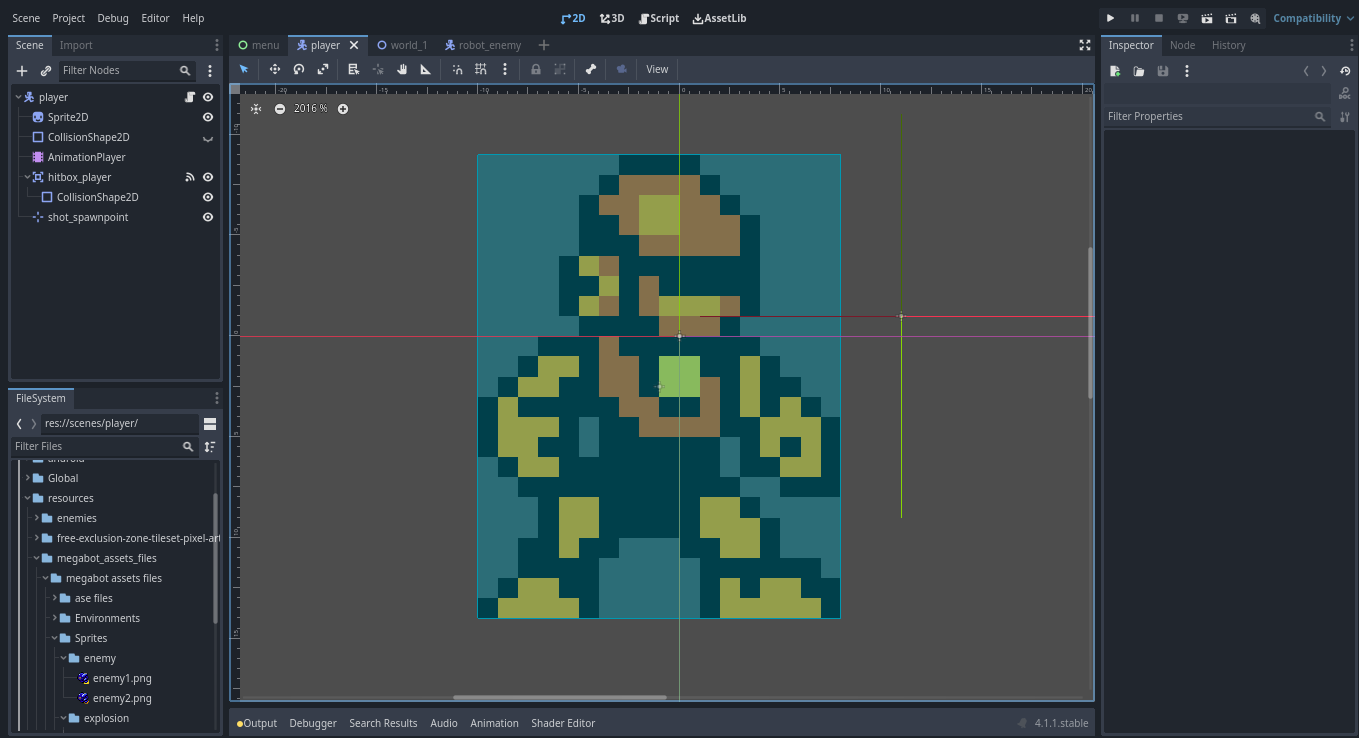 Scene Project Debug Editor Help 2D 3D Script AssetLib Compatibility
Scene Import
menu player world_1 robot_enemy
Inspector Node History
Filter Nodes
View
player
Sprite2D
CollisionShape2D
AnimationPlayer
hitbox_player
CollisionShape2D
shot_spawnpoint
2016 %
Filter Properties
FileSystem
res://scenes/player/
Filter Files
android
Global
resources
enemies
free-exclusion-zone-tileset-pixel-art
megabot_assets_files
megabot assets files
ase files
Environments
Sprites
enemy
enemy1.png
enemy2.png
explosion
Output Debugger Search Results Audio Animation Shader Editor 4.1.1.stable